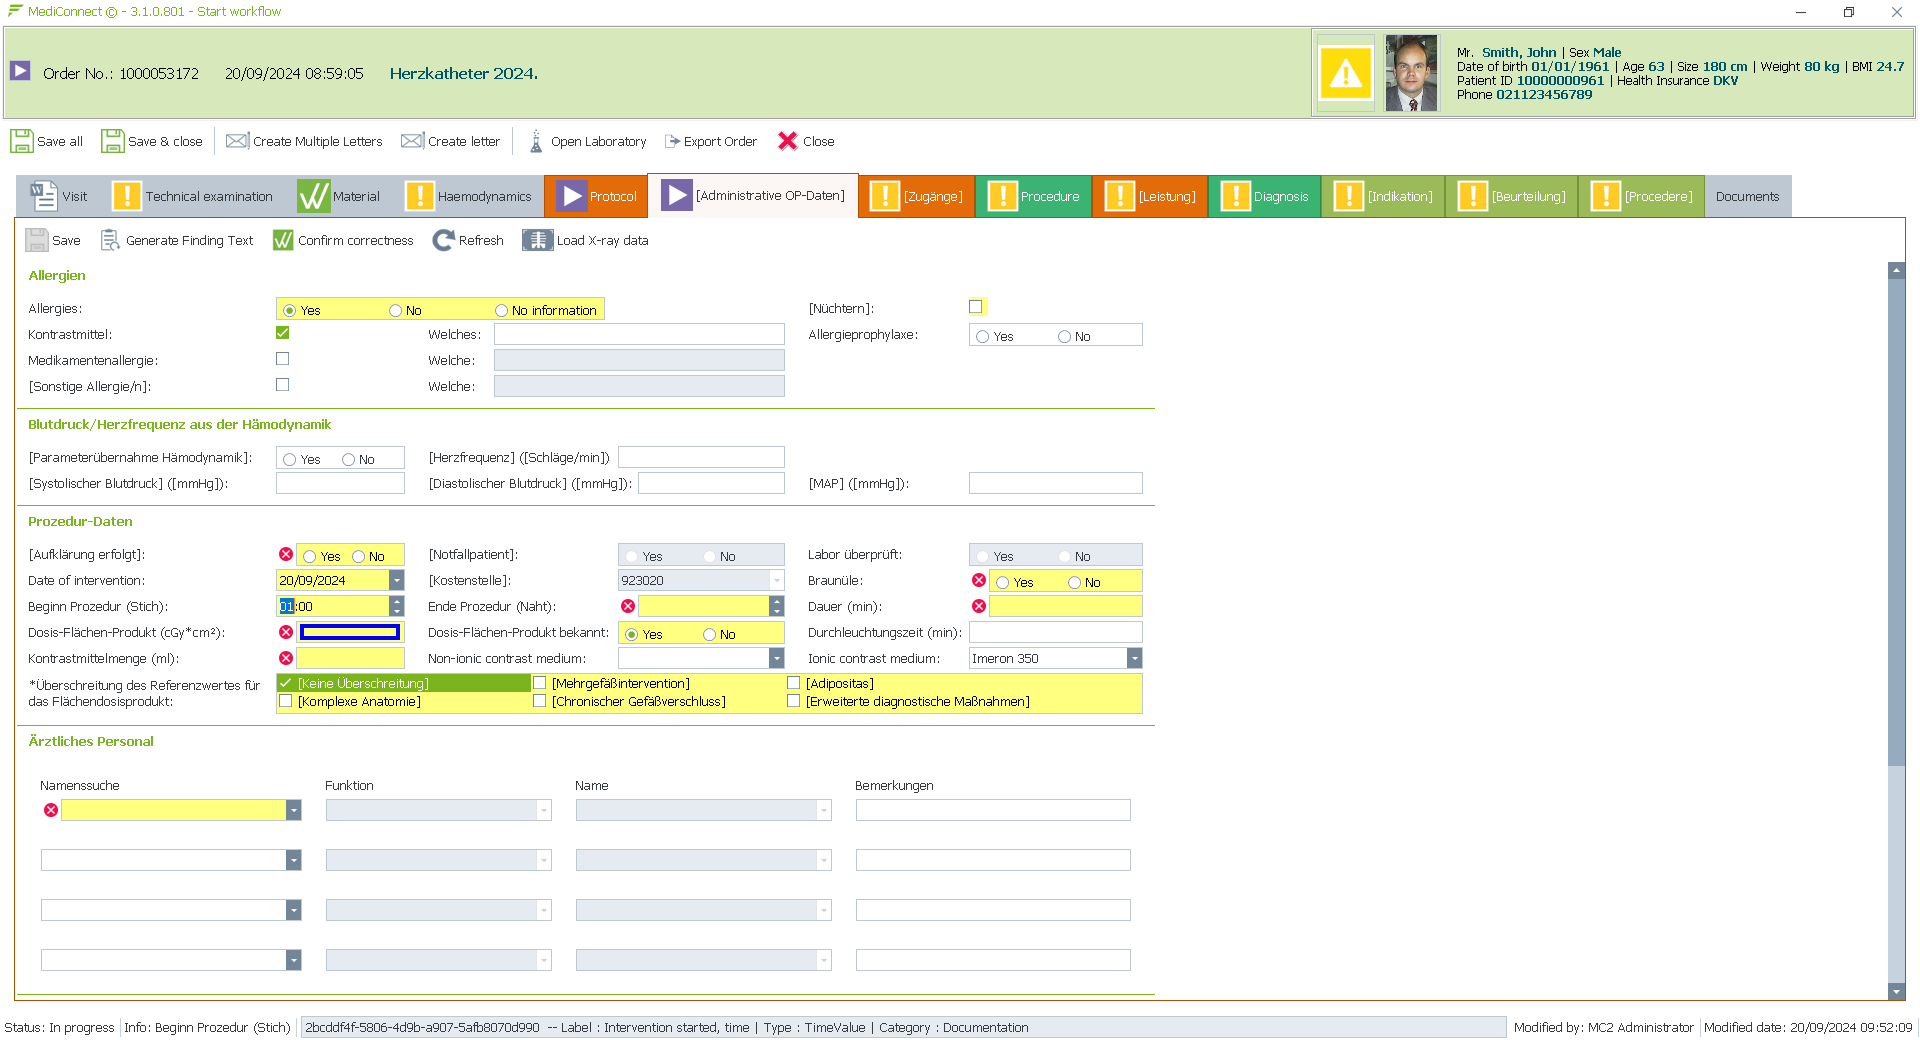 MediConnect © - 3.1.0.801 - Start workflow
Order No.: 1000053172 20/09/2024 08:59:05 Herzkatheter 2024.
Mr. Smith, John | Sex Male
Date of birth 01/01/1961 | Age 63 | Size 180 cm | Weight 80 kg | BMI 24.7
Patient ID 10000000961 | Health Insurance DKV
Phone 021123456789
Save all Save & close Create Multiple Letters Create letter Open Laboratory Export Order Close
Visit Technical examination Material Haemodynamics Protocol [Administrative OP-Daten] [Zugänge] Procedure [Leistung] Diagnosis [Indikation] [Beurteilung] [Procedere] Documents
Save Generate Finding Text Confirm correctness Refresh Load X-ray data
Allergien
Allergies: Yes No No information [Nüchtern]:
Kontrastmittel: Welches: Allergieprophylaxe: Yes No
Medikamentenallergie: Welche:
[Sonstige Allergie/n]: Welche:
Blutdruck/Herzfrequenz aus der Hämodynamik
[Parameterübernahme Hämodynamik]: Yes No [Herzfrequenz] ([Schläge/min])
[Systolischer Blutdruck] ([mmHg]): [Diastolischer Blutdruck] ([mmHg]): [MAP] ([mmHg]):
Prozedur-Daten
[Aufklärung erfolgt]: Yes No [Notfallpatient]: Yes No Labor überprüft: Yes No
Date of intervention: 20/09/2024 [Kostenstelle]: 923020 Braunüle: Yes No
Beginn Prozedur (Stich): 01:00 Ende Prozedur (Naht): Dauer (min):
Dosis-Flächen-Produkt (cGy*cm²): Dosis-Flächen-Produkt bekannt: Yes No Durchleuchtungszeit (min):
Kontrastmittelmenge (ml): Non-ionic contrast medium: Ionic contrast medium: Imeron 350
*Überschreitung des Referenzwertes für das Flächendosisprodukt:
[Keine Überschreitung] [Mehrgefäßintervention] [Adipositas]
[Komplexe Anatomie] [Chronischer Gefäßverschluss] [Erweiterte diagnostische Maßnahmen]
Ärztliches Personal
Namenssuche Funktion Name Bemerkungen
Status: In progress Info: Beginn Prozedur (Stich) 2bcddf4f-5806-4d9b-a907-5afb8070d990 -- Label : Intervention started, time | Type : TimeValue | Category : Documentation Modified by: MC2 Administrator Modified date: 20/09/2024 09:52:09